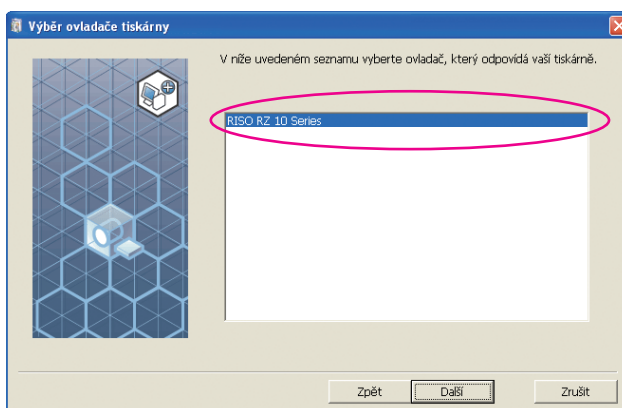 Výběr ovladače tiskárny
V níže uvedeném seznamu vyberte ovladač, který odpovídá vaší tiskárně.
RISO RZ 10 Series
Zpět
Další
Zrušit